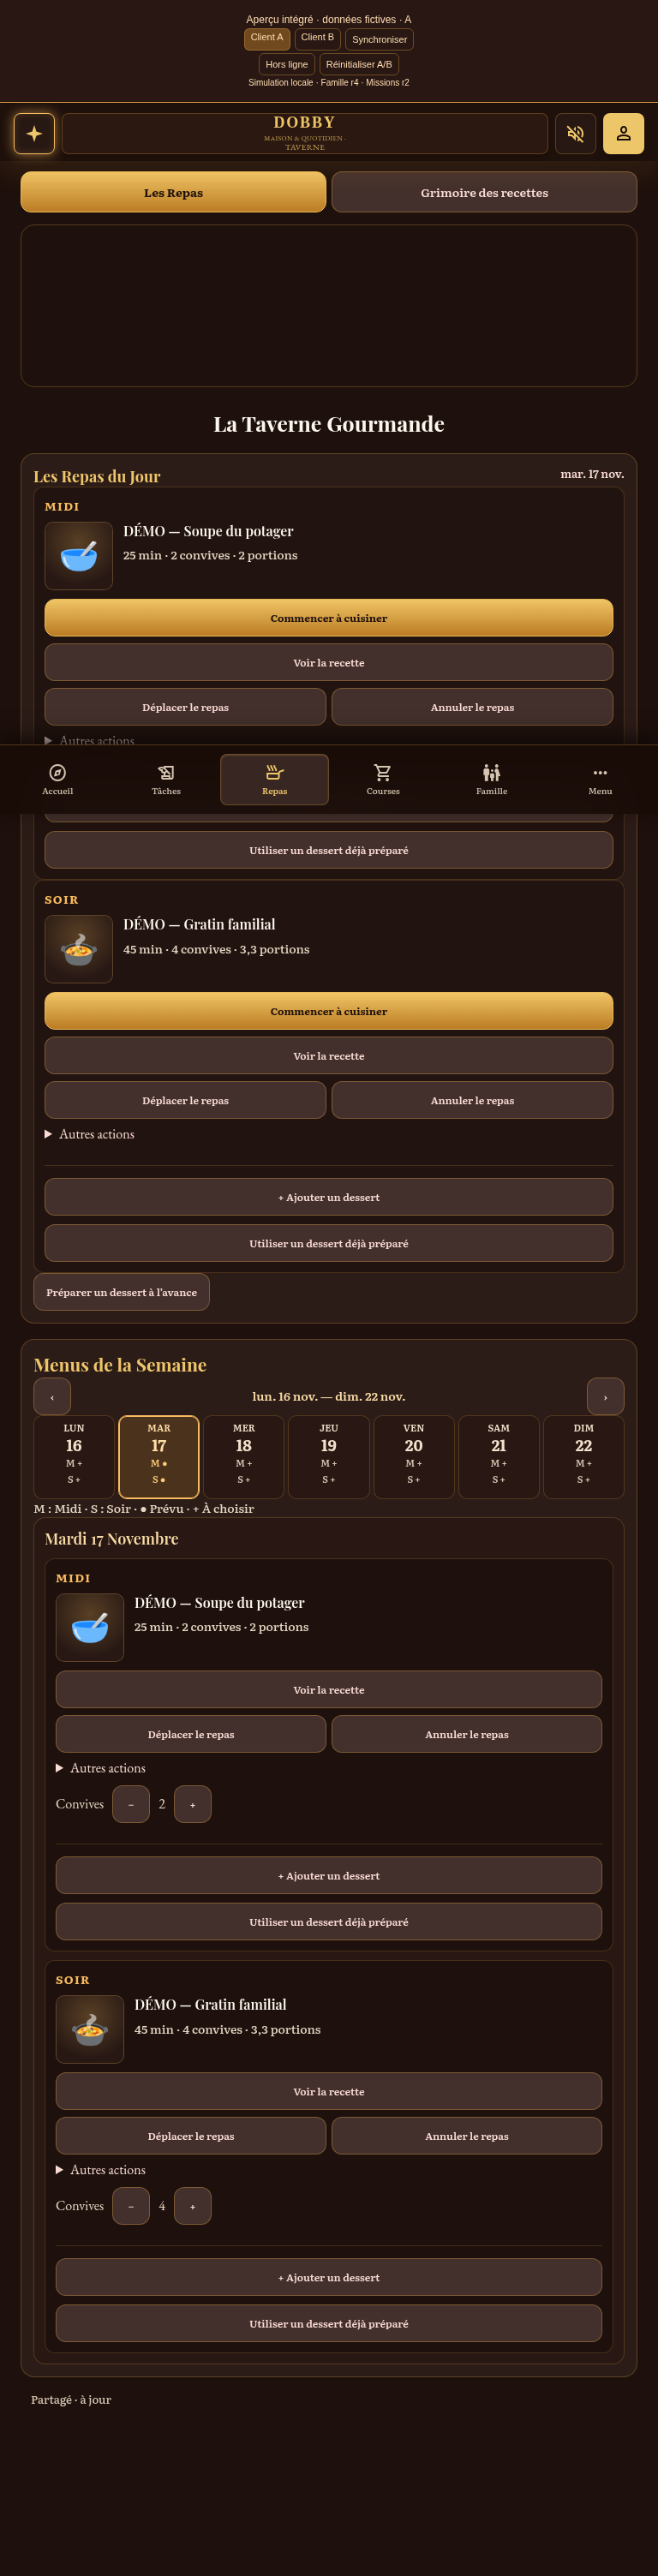 Aperçu intégré · données fictives · A
Client A
Client B
Synchroniser
Hors ligne
Réinitialiser A/B
Simulation locale · Famille r4 · Missions r2
DOBBY
MAISON & QUOTIDIEN ·
TAVERNE
Les Repas
Grimoire des recettes
La Taverne Gourmande
Les Repas du Jour
mar. 17 nov.
MIDI
DÉMO — Soupe du potager
25 min · 2 convives · 2 portions
Commencer à cuisiner
Voir la recette
Déplacer le repas
Annuler le repas
▶ Autres actions
Accueil
Tâches
Repas
Courses
Famille
Menu
Utiliser un dessert déjà préparé
SOIR
DÉMO — Gratin familial
45 min · 4 convives · 3,3 portions
Commencer à cuisiner
Voir la recette
Déplacer le repas
Annuler le repas
▶ Autres actions
+ Ajouter un dessert
Utiliser un dessert déjà préparé
Préparer un dessert à l'avance
Menus de la Semaine
‹
lun. 16 nov. — dim. 22 nov.
›
LUN
16
M +
S +
MAR
17
M ●
S ●
MER
18
M +
S +
JEU
19
M +
S +
VEN
20
M +
S +
SAM
21
M +
S +
DIM
22
M +
S +
M : Midi · S : Soir · ● Prévu · + À choisir
Mardi 17 Novembre
MIDI
DÉMO — Soupe du potager
25 min · 2 convives · 2 portions
Voir la recette
Déplacer le repas
Annuler le repas
▶ Autres actions
Convives − 2 +
+ Ajouter un dessert
Utiliser un dessert déjà préparé
SOIR
DÉMO — Gratin familial
45 min · 4 convives · 3,3 portions
Voir la recette
Déplacer le repas
Annuler le repas
▶ Autres actions
Convives − 4 +
+ Ajouter un dessert
Utiliser un dessert déjà préparé
Partagé · à jour